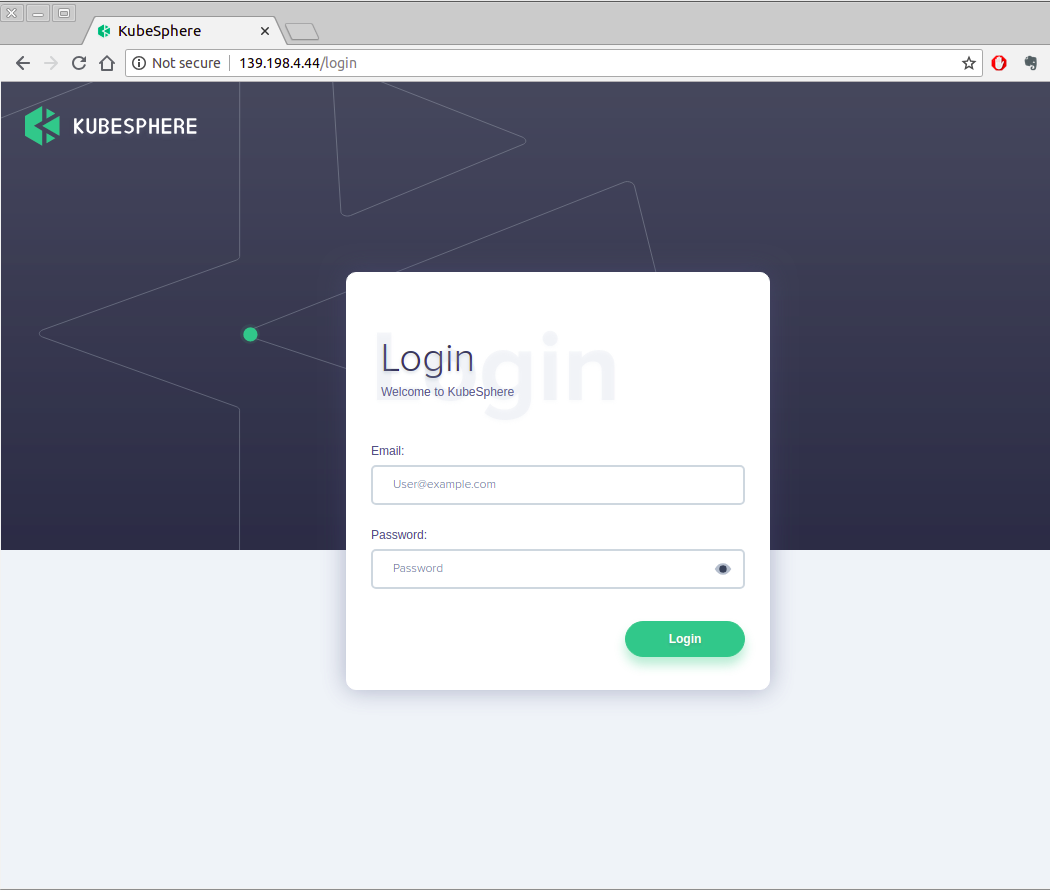 KubeSphere
Not secure 139.198.4.44/login
KUBESPHERE
Login
Login
Welcome to KubeSphere
Email:
User@example.com
Password:
Password
Login